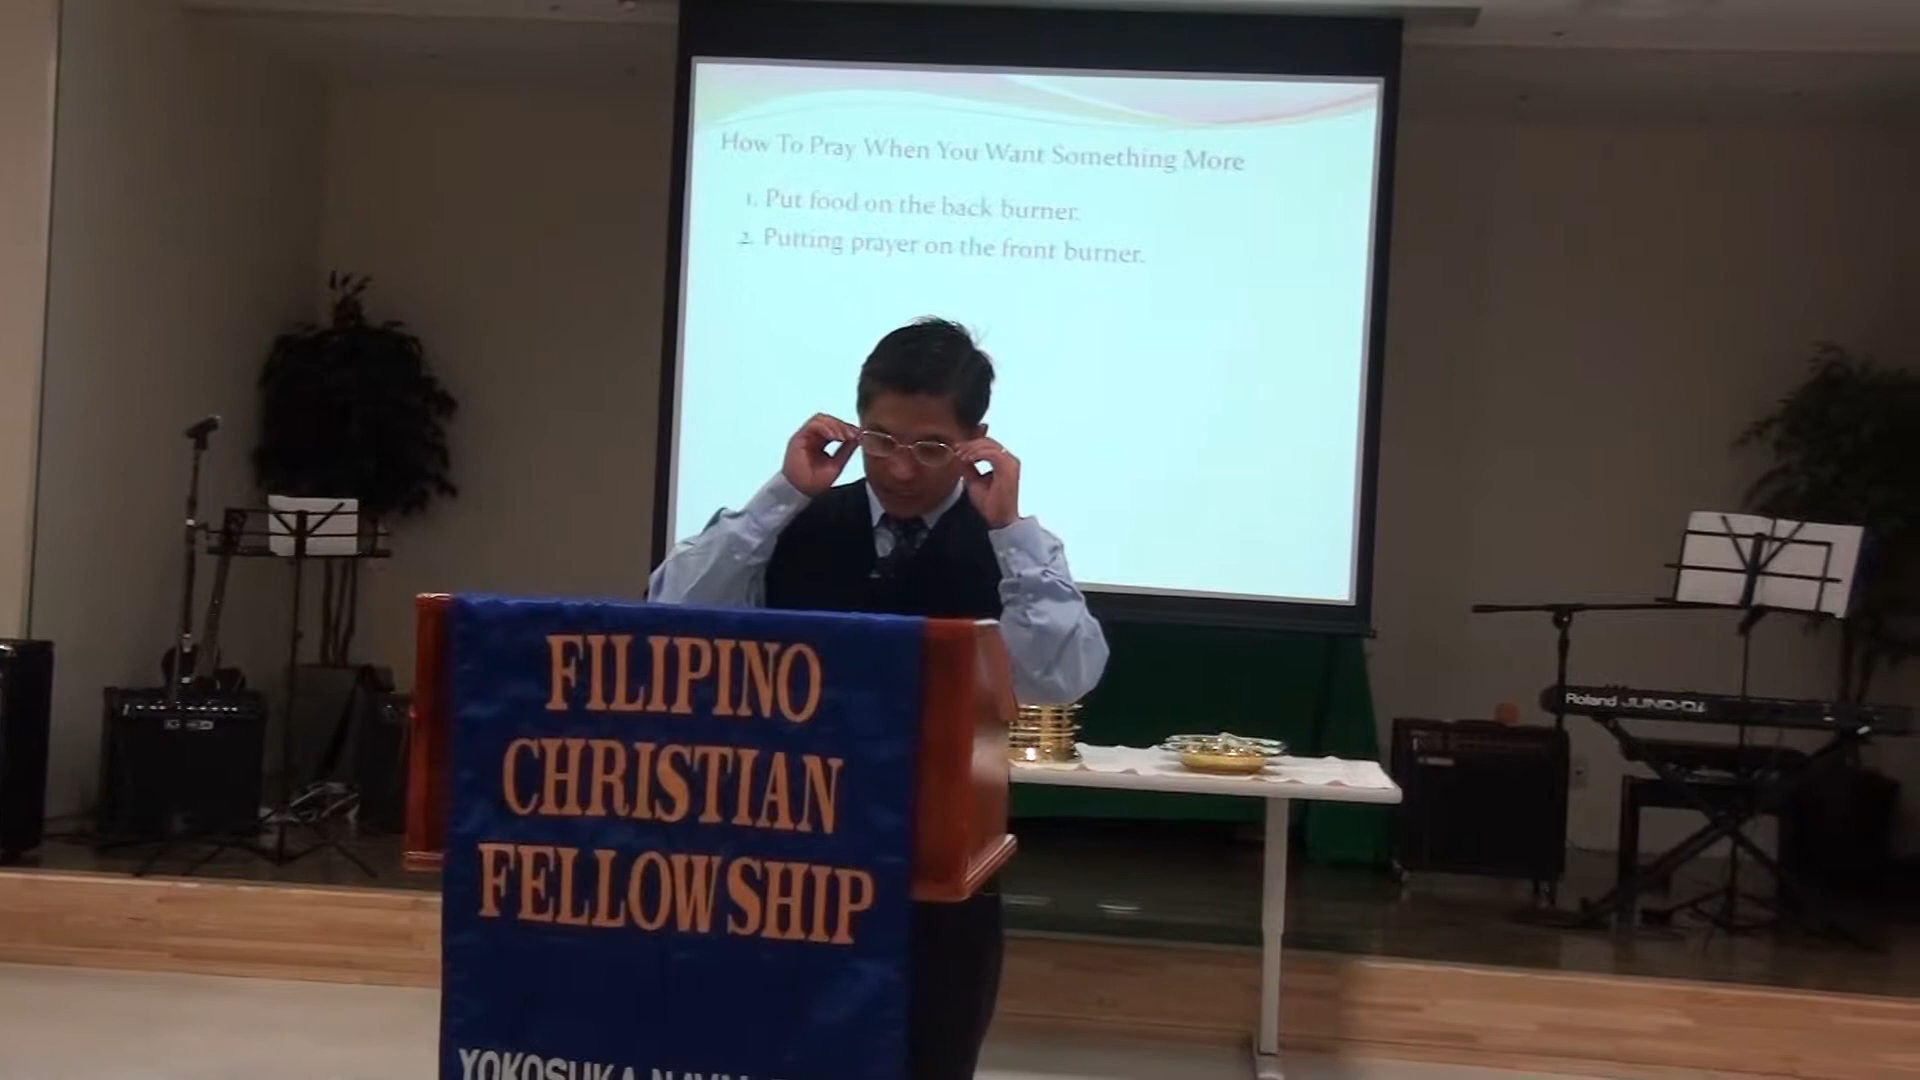 How To Pray When You Want Something More
1. Put food on the back burner.
2. Putting prayer on the front burner.
FILIPINO
CHRISTIAN
FELLOWSHIP
YOKOSUKA
Roland JUNO-Di